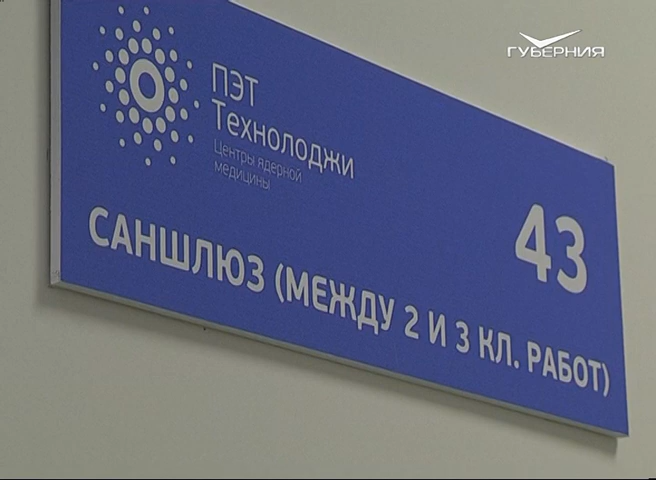 ГУБЕРНИЯ
ПЭТ
Технолоджи
Центры ядерной
медицины
43
САНШЛЮЗ (МЕЖДУ 2 И 3 КЛ. РАБОТ)